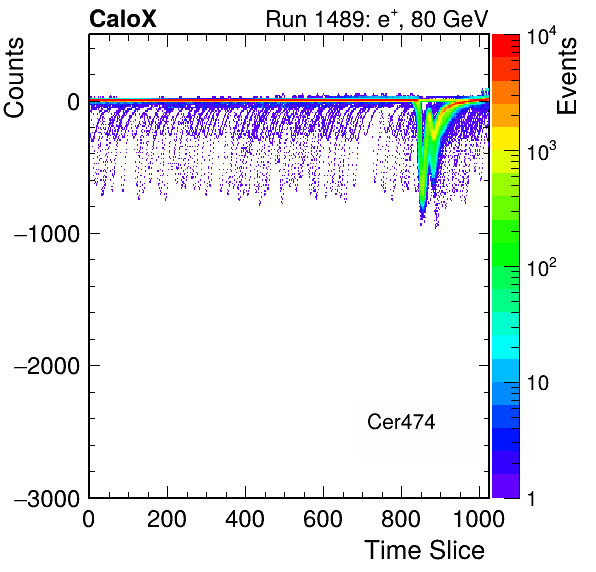 CaloX Run 1489: e⁺, 80 GeV
Counts
Events
0
−1000
−2000
−3000
10⁴
10³
10²
10
1
Cer474
0 200 400 600 800 1000
Time Slice